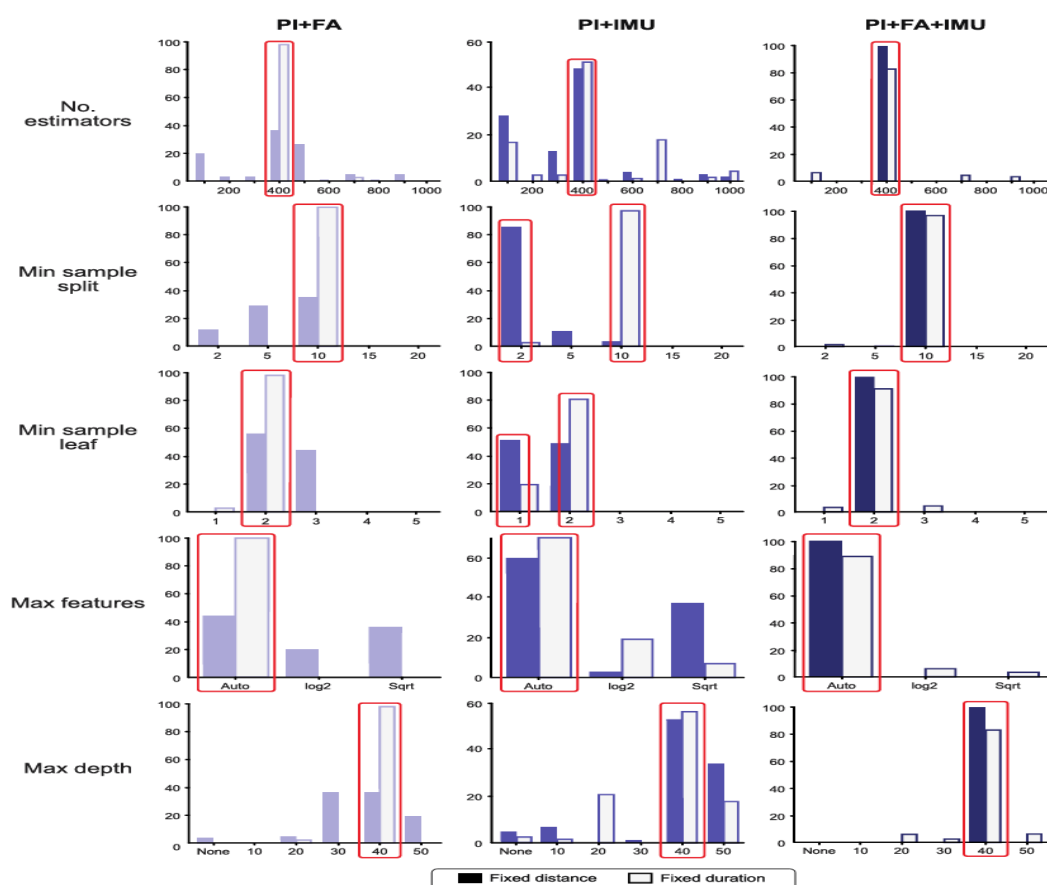 PI+FA PI+IMU PI+FA+IMU
No. estimators
100 80 60 40 20 0
200 400 600 800 1000
60 40 20 0
200 400 600 800 1000
100 80 60 40 20 0
200 400 600 800 1000
Min sample split
100 80 60 40 20 0
2 5 10 15 20
100 80 60 40 20 0
2 5 10 15 20
100 80 60 40 20 0
2 5 10 15 20
Min sample leaf
100 80 60 40 20 0
1 2 3 4 5
100 80 60 40 20 0
1 2 3 4 5
100 80 60 40 20 0
1 2 3 4 5
Max features
100 80 60 40 20 0
Auto log2 Sqrt
60 40 20 0
Auto log2 Sqrt
100 80 60 40 20 0
Auto log2 Sqrt
Max depth
100 80 60 40 20 0
None 10 20 30 40 50
60 40 20 0
None 10 20 30 40 50
100 80 60 40 20 0
None 10 20 30 40 50
Fixed distance Fixed duration